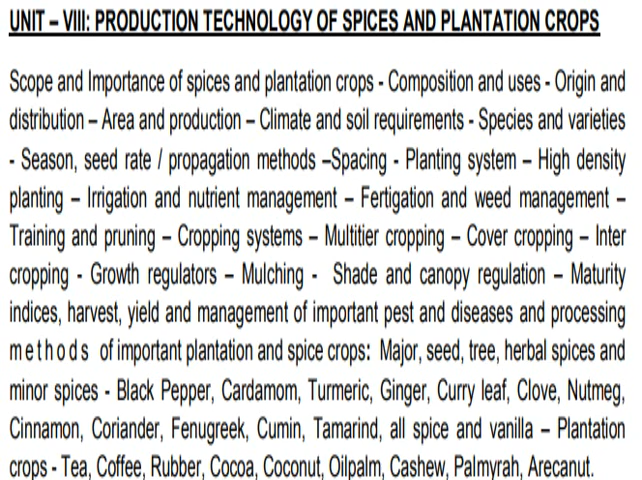 UNIT – VIII: PRODUCTION TECHNOLOGY OF SPICES AND PLANTATION CROPS
Scope and Importance of spices and plantation crops - Composition and uses - Origin and
distribution – Area and production – Climate and soil requirements - Species and varieties
- Season, seed rate / propagation methods –Spacing - Planting system – High density
planting – Irrigation and nutrient management – Fertigation and weed management –
Training and pruning – Cropping systems – Multitier cropping – Cover cropping – Inter
cropping - Growth regulators – Mulching - Shade and canopy regulation – Maturity
indices, harvest, yield and management of important pest and diseases and processing
methods of important plantation and spice crops: Major, seed, tree, herbal spices and
minor spices - Black Pepper, Cardamom, Turmeric, Ginger, Curry leaf, Clove, Nutmeg,
Cinnamon, Coriander, Fenugreek, Cumin, Tamarind, all spice and vanilla – Plantation
crops - Tea, Coffee, Rubber, Cocoa, Coconut, Oilpalm, Cashew, Palmyrah, Arecanut.